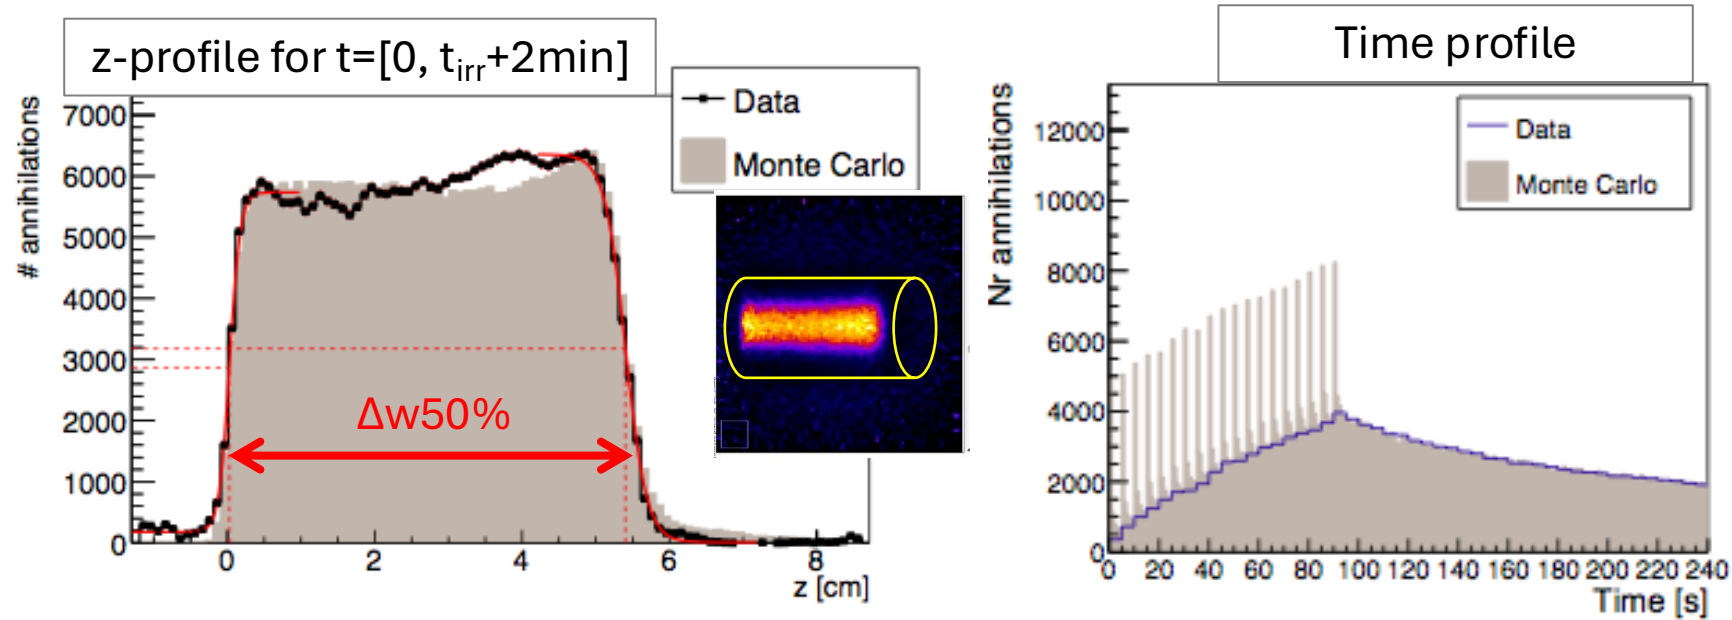 z-profile for t=[0, tirr+2min]
# annihilations
7000
6000
5000
4000
3000
2000
1000
0
0
2
4
6
8
z [cm]
Data
Monte Carlo
Δw50%
Time profile
Nr annihilations
12000
10000
8000
6000
4000
2000
0
0 20 40 60 80 100 120 140 160 180 200 220 240
Time [s]
Data
Monte Carlo